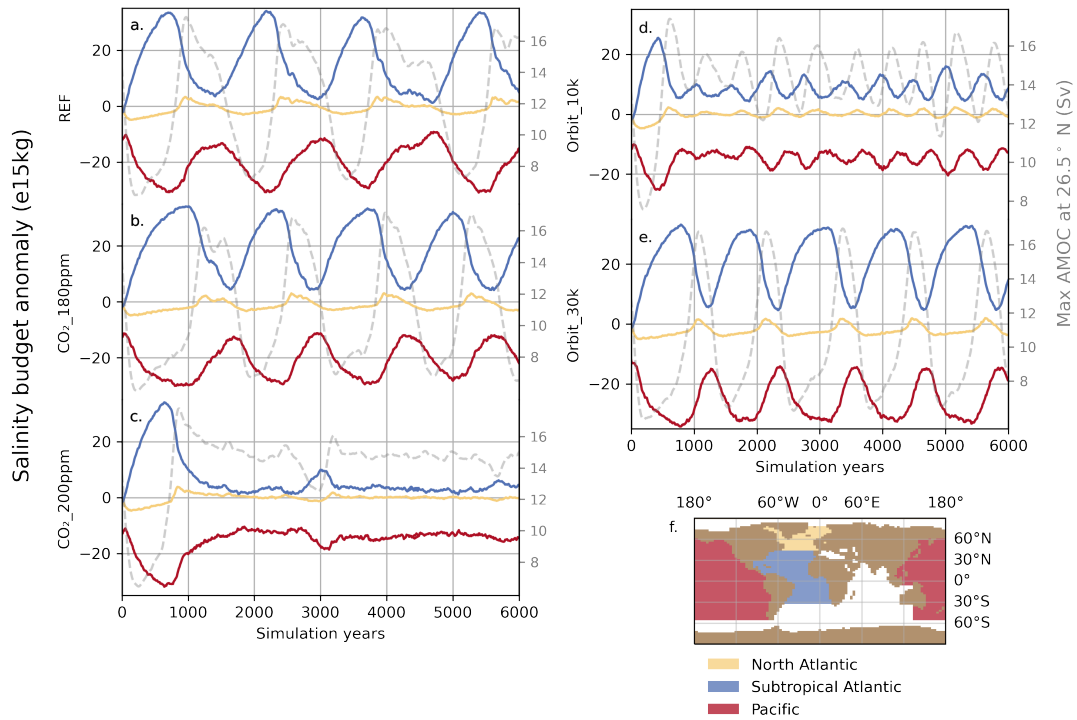 Salinity budget anomaly (e15kg)
REF
a.
20
0
−20
16
14
12
10
8
CO₂_180ppm
b.
20
0
−20
16
14
12
10
8
CO₂_200ppm
c.
20
0
−20
16
14
12
10
8
0 1000 2000 3000 4000 5000 6000
Simulation years
Orbit_10k
d.
20
0
−20
16
14
12
10
8
Orbit_30k
e.
20
0
−20
16
14
12
10
8
Max AMOC at 26.5° N (Sv)
0 1000 2000 3000 4000 5000 6000
Simulation years
180° 60°W 0° 60°E 180°
f.
60°N
30°N
0°
30°S
60°S
North Atlantic
Subtropical Atlantic
Pacific